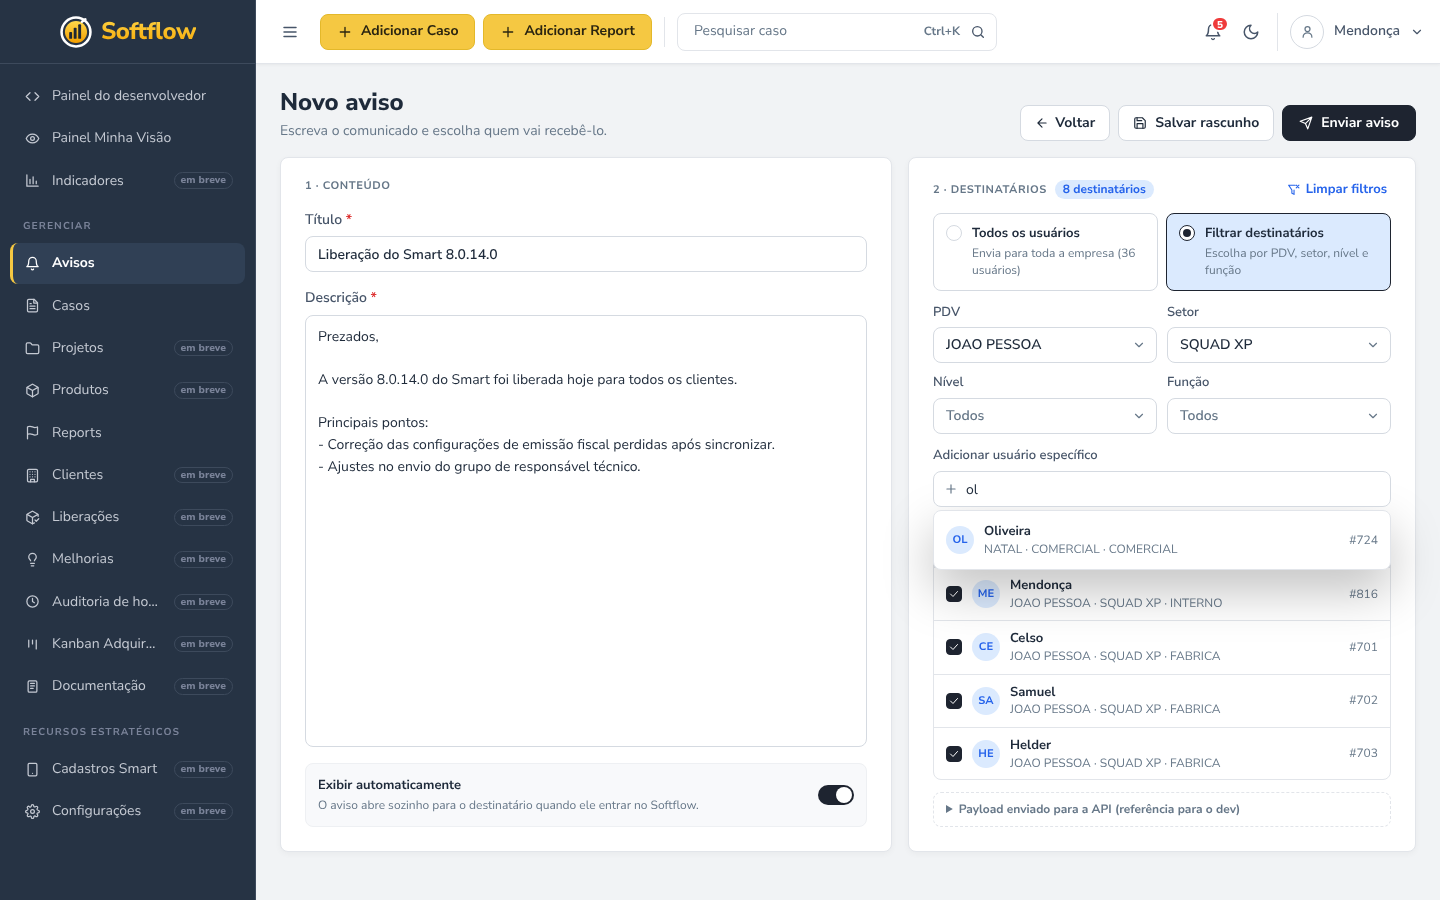 Softflow
Painel do desenvolvedor
Painel Minha Visão
Indicadores em breve
GERENCIAR
Avisos
Casos
Projetos em breve
Produtos em breve
Reports
Clientes em breve
Liberações em breve
Melhorias em breve
Auditoria de ho... em breve
Kanban Adquir... em breve
Documentação em breve
RECURSOS ESTRATÉGICOS
Cadastros Smart em breve
Configurações em breve
+ Adicionar Caso
+ Adicionar Report
Pesquisar caso Ctrl+K
5
Mendonça
Novo aviso
Escreva o comunicado e escolha quem vai recebê-lo.
Voltar
Salvar rascunho
Enviar aviso
1 · CONTEÚDO
Título *
Liberação do Smart 8.0.14.0
Descrição *
Prezados,
A versão 8.0.14.0 do Smart foi liberada hoje para todos os clientes.
Principais pontos:
- Correção das configurações de emissão fiscal perdidas após sincronizar.
- Ajustes no envio do grupo de responsável técnico.
Exibir automaticamente
O aviso abre sozinho para o destinatário quando ele entrar no Softflow.
2 · DESTINATÁRIOS 8 destinatários Limpar filtros
Todos os usuários
Envia para toda a empresa (36
usuários)
Filtrar destinatários
Escolha por PDV, setor, nível e
função
PDV
JOAO PESSOA
Setor
SQUAD XP
Nível
Todos
Função
Todos
Adicionar usuário específico
+ ol
OL Oliveira #724
NATAL · COMERCIAL · COMERCIAL
ME Mendonça #816
JOAO PESSOA · SQUAD XP · INTERNO
CE Celso #701
JOAO PESSOA · SQUAD XP · FABRICA
SA Samuel #702
JOAO PESSOA · SQUAD XP · FABRICA
HE Helder #703
JOAO PESSOA · SQUAD XP · FABRICA
Payload enviado para a API (referência para o dev)